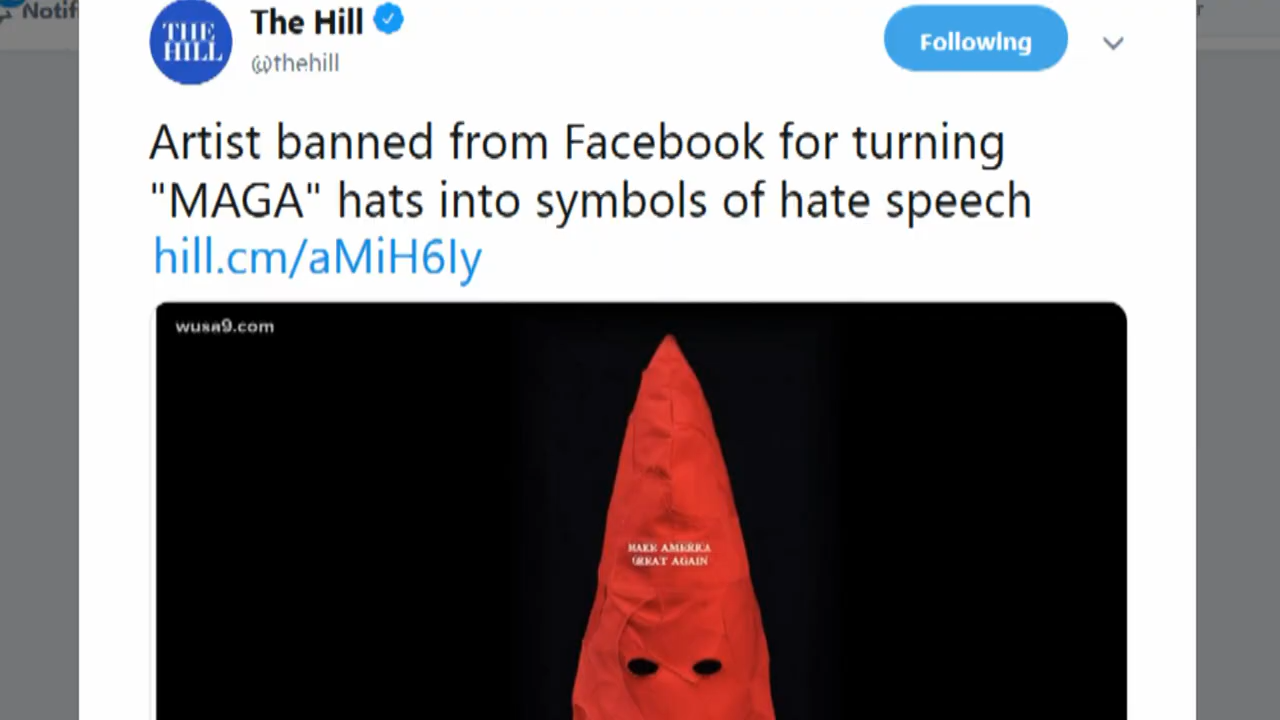 Notif
THE
HILL
The Hill
@thehill
Following
Artist banned from Facebook for turning
"MAGA" hats into symbols of hate speech
hill.cm/aMiH6Iy
wusa9.com
MAKE AMERICA
GREAT AGAIN